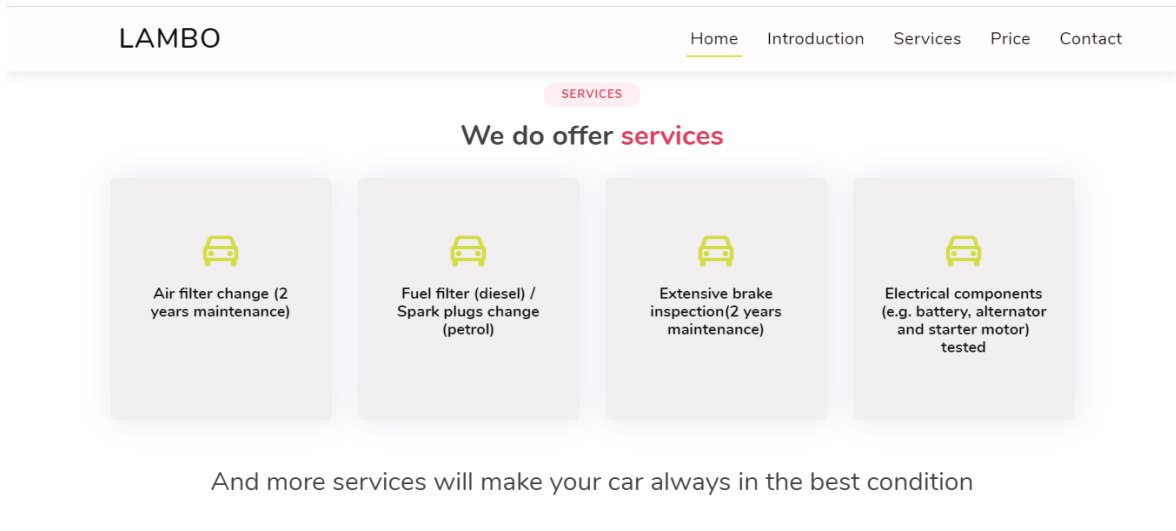 LAMBO
Home Introduction Services Price Contact
SERVICES
We do offer services
Air filter change (2
years maintenance)
Fuel filter (diesel) /
Spark plugs change
(petrol)
Extensive brake
inspection(2 years
maintenance)
Electrical components
(e.g. battery, alternator
and starter motor)
tested
And more services will make your car always in the best condition